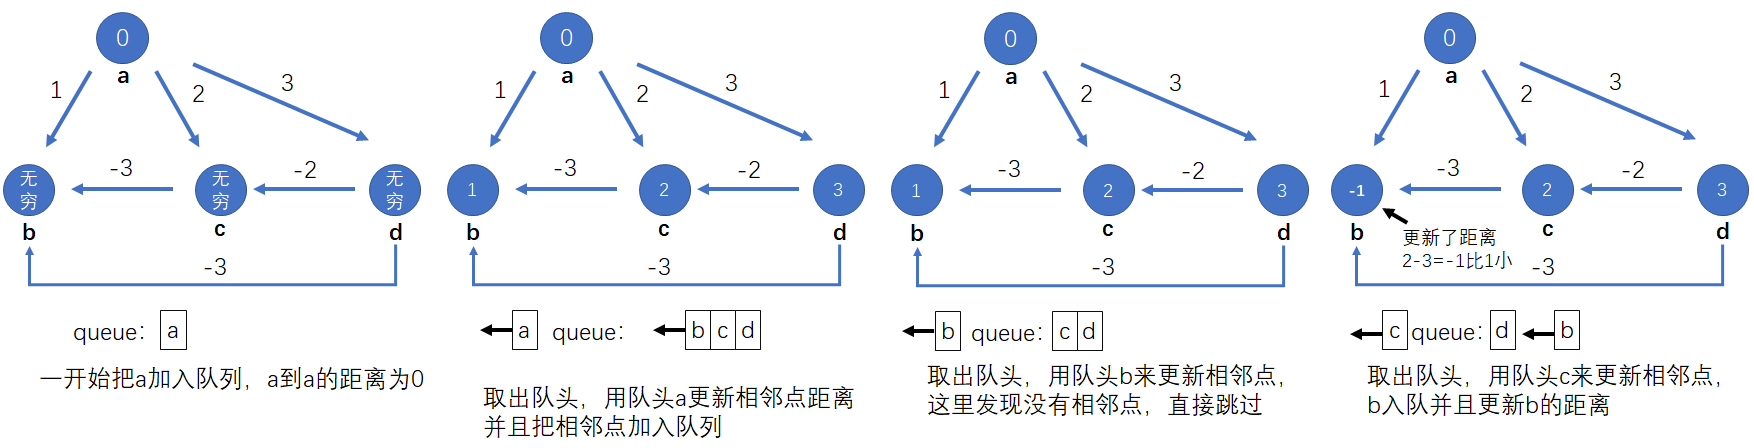 0
a
1
2
3
无穷
无穷
无穷
-3
-2
b
c
d
-3
queue: a
一开始把a加入队列，a到a的距离为0
0
a
1
2
3
1
2
3
-3
-2
b
c
d
-3
a queue: b c d
取出队头，用队头a更新相邻点距离
并且把相邻点加入队列
0
a
1
2
3
1
2
3
-3
-2
b
c
d
-3
b queue: c d
取出队头，用队头b来更新相邻点，
这里发现没有相邻点，直接跳过
0
a
1
2
3
-1
2
3
-3
-2
b
c
d
更新了距离
2-3=-1比1小
-3
c queue: d b
取出队头，用队头c来更新相邻点，
b入队并且更新b的距离